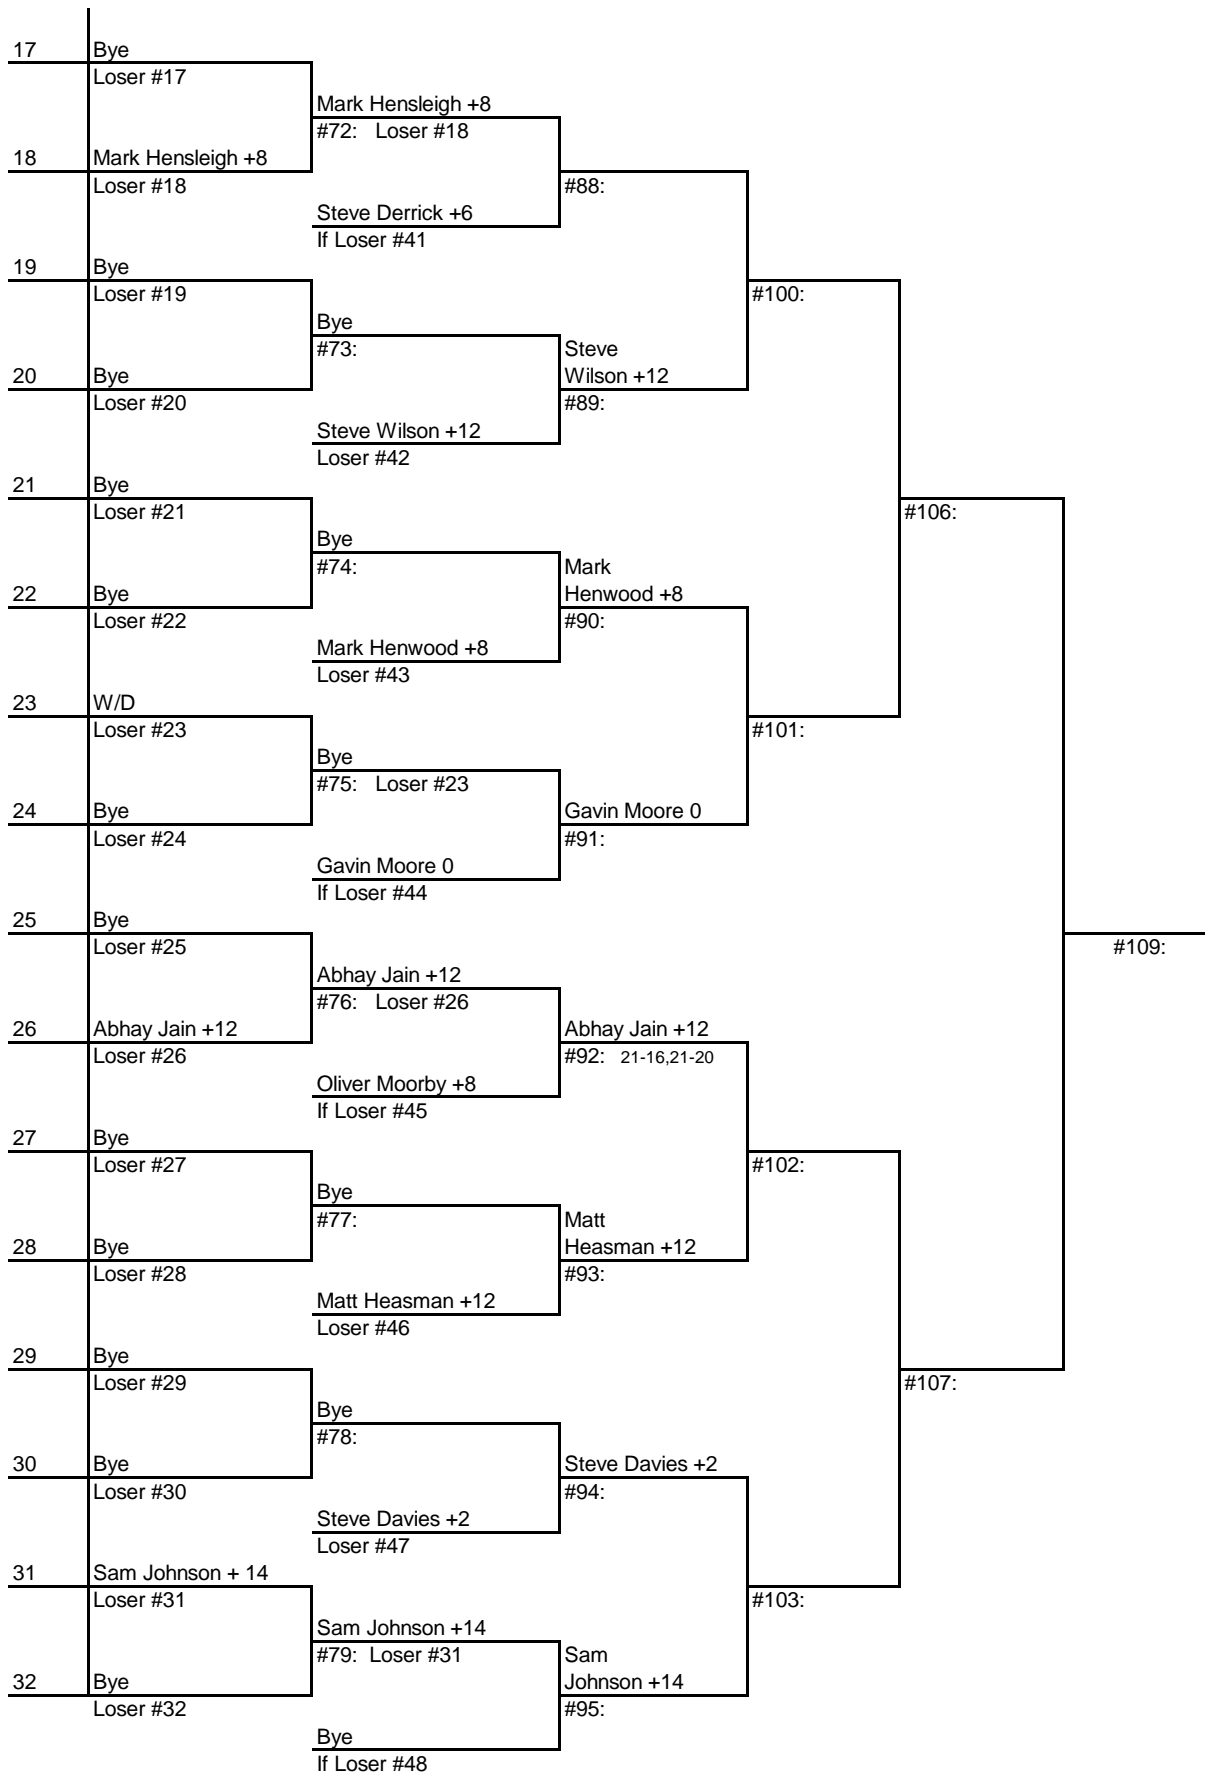 17 Bye
Loser #17
Mark Hensleigh +8
#72: Loser #18
18 Mark Hensleigh +8
Loser #18 #88:
Steve Derrick +6
If Loser #41
19 Bye
Loser #19 #100:
Bye
#73: Steve
20 Bye Wilson +12
Loser #20 #89:
Steve Wilson +12
Loser #42
21 Bye
Loser #21 #106:
Bye
#74: Mark
22 Bye Henwood +8
Loser #22 #90:
Mark Henwood +8
Loser #43
23 W/D
Loser #23 #101:
Bye
#75: Loser #23
24 Bye Gavin Moore 0
Loser #24 #91:
Gavin Moore 0
If Loser #44
25 Bye
Loser #25 #109:
Abhay Jain +12
#76: Loser #26
26 Abhay Jain +12 Abhay Jain +12
Loser #26 #92: 21-16,21-20
Oliver Moorby +8
If Loser #45
27 Bye
Loser #27 #102:
Bye
#77: Matt
28 Bye Heasman +12
Loser #28 #93:
Matt Heasman +12
Loser #46
29 Bye
Loser #29 #107:
Bye
#78:
30 Bye Steve Davies +2
Loser #30 #94:
Steve Davies +2
Loser #47
31 Sam Johnson + 14
Loser #31 #103:
Sam Johnson +14
#79: Loser #31 Sam
32 Bye Johnson +14
Loser #32 #95:
Bye
If Loser #48